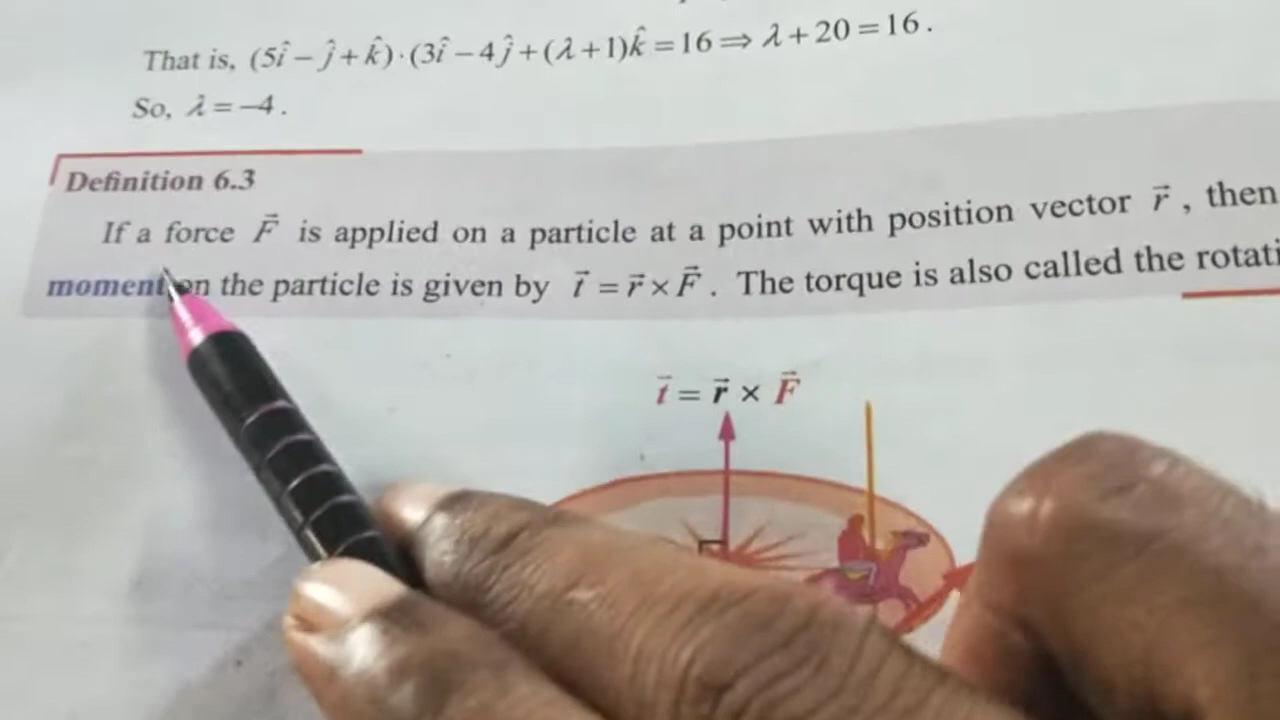 That is, (5î − ĵ + k̂)·(3î − 4ĵ + (λ+1)k̂ = 16 ⇒ λ + 20 = 16.
So, λ = −4.
Definition 6.3
If a force F⃗ is applied on a particle at a point with position vector r⃗, then
moment on the particle is given by t⃗ = r⃗ × F⃗. The torque is also called the
t⃗ = r⃗ × F⃗